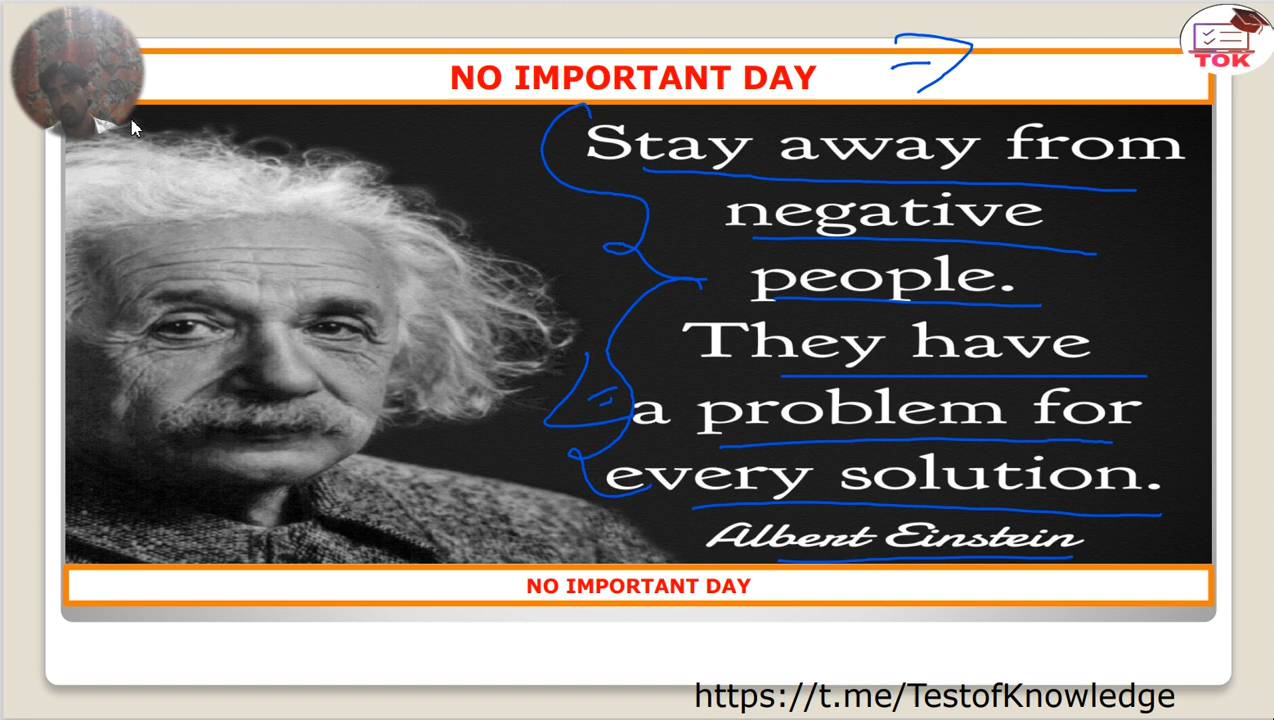 TOK
NO IMPORTANT DAY
Stay away from
negative
people.
They have
a problem for
every solution.
Albert Einstein
NO IMPORTANT DAY
https://t.me/TestofKnowledge